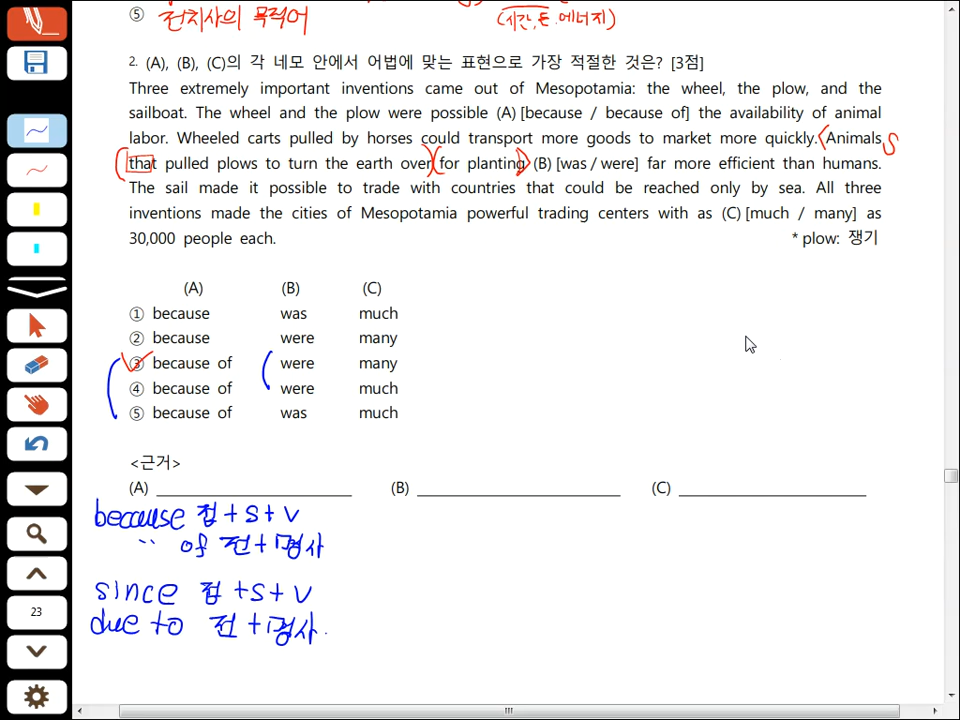 ⑤ 전치사의 목적어
(시간, 돈. 에너지)
2. (A), (B), (C)의 각 네모 안에서 어법에 맞는 표현으로 가장 적절한 것은? [3점]
Three extremely important inventions came out of Mesopotamia: the wheel, the plow, and the
sailboat. The wheel and the plow were possible (A) [because / because of] the availability of animal
labor. Wheeled carts pulled by horses could transport more goods to market more quickly. Animals S
that pulled plows to turn the earth over for planting (B) [was / were] far more efficient than humans.
The sail made it possible to trade with countries that could be reached only by sea. All three
inventions made the cities of Mesopotamia powerful trading centers with as (C) [much / many] as
30,000 people each. * plow: 쟁기
(A) (B) (C)
① because was much
② because were many
③ because of were many
④ because of were much
⑤ because of was much
<근거>
(A) (B) (C)
because 접 + S + V
" of 전 + 명사
since 접 + S + V
due to 전 + 명사.
23